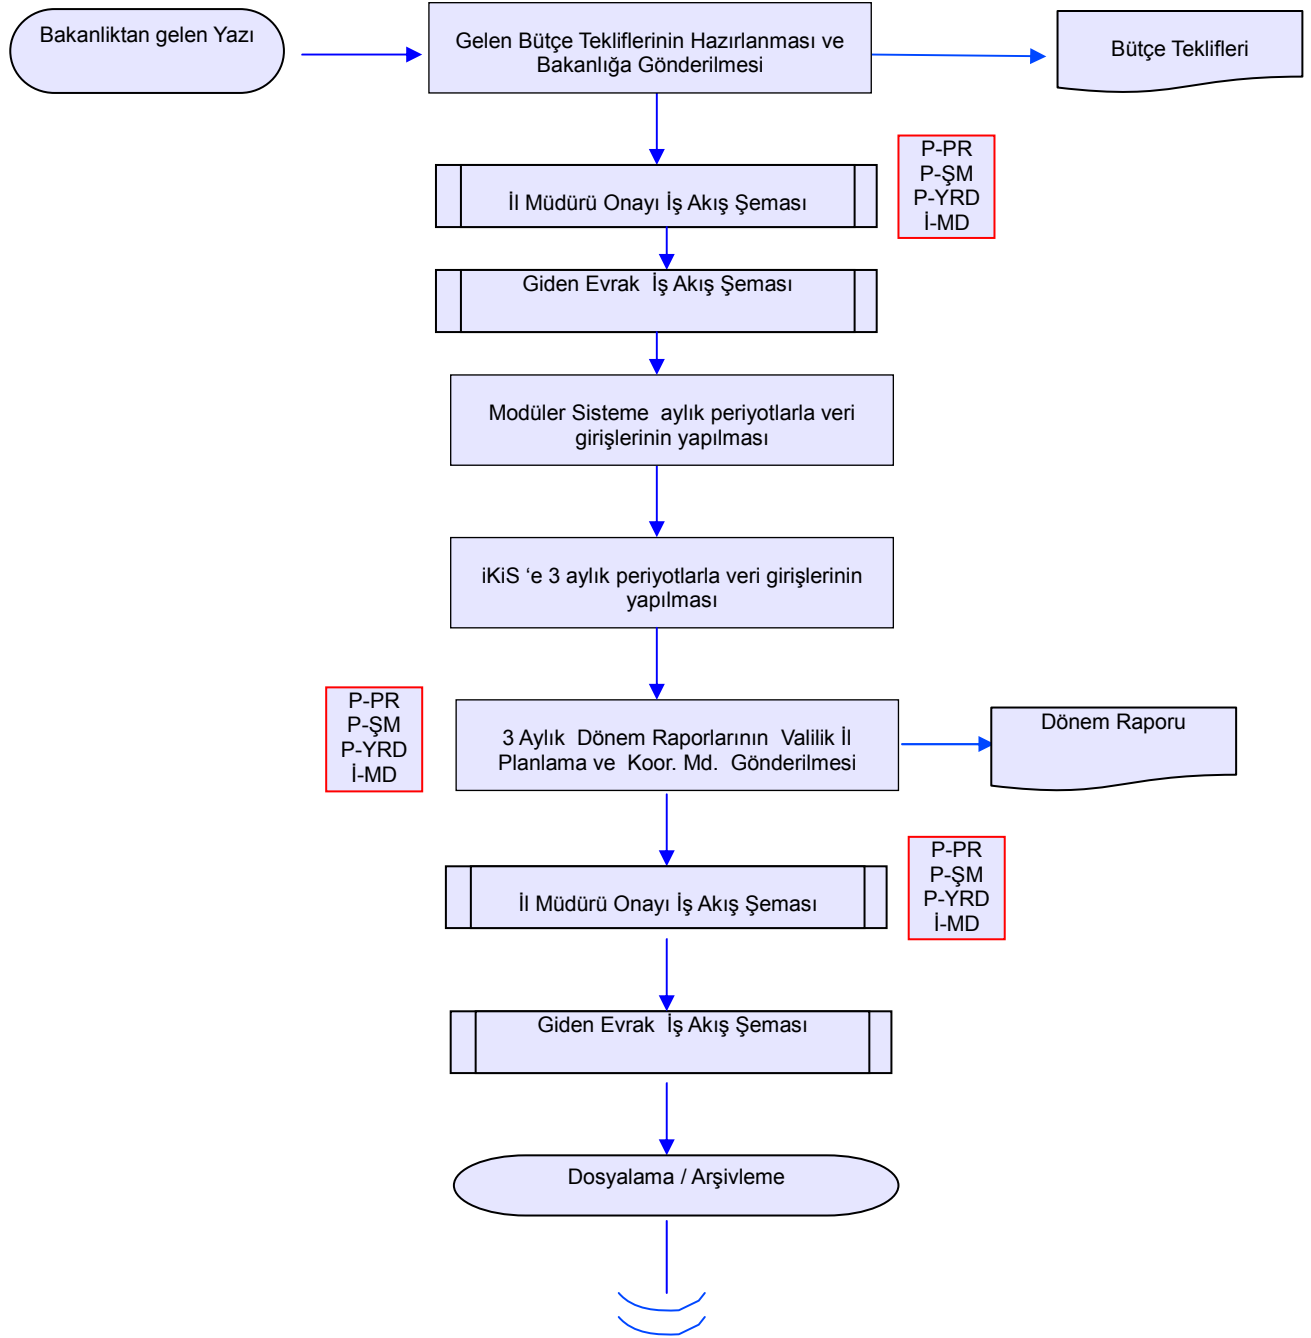 Bakanliktan gelen Yazı
Gelen Bütçe Tekliflerinin Hazırlanması ve
Bakanlığa Gönderilmesi
Bütçe Teklifleri
P-PR
P-ŞM
P-YRD
İ-MD
İl Müdürü Onayı İş Akış Şeması
Giden Evrak İş Akış Şeması
Modüler Sisteme aylık periyotlarla veri
girişlerinin yapılması
iKiS ‘e 3 aylık periyotlarla veri girişlerinin
yapılması
P-PR
P-ŞM
P-YRD
İ-MD
3 Aylık Dönem Raporlarının Valilik İl
Planlama ve Koor. Md. Gönderilmesi
Dönem Raporu
P-PR
P-ŞM
P-YRD
İ-MD
İl Müdürü Onayı İş Akış Şeması
Giden Evrak İş Akış Şeması
Dosyalama / Arşivleme